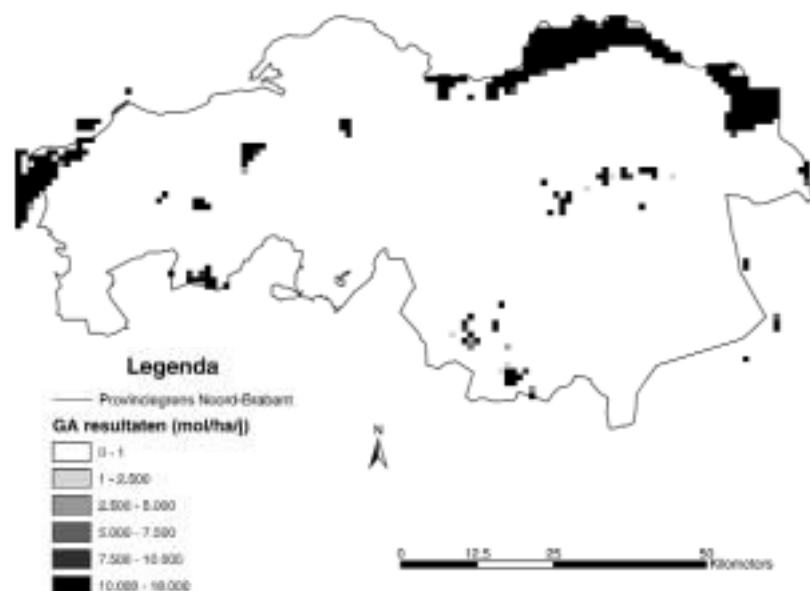 Legenda
Provinciegrens Noord-Brabant
GA resultaten (mol/ha/j)
0 - 1
1 - 2.500
2.500 - 5.000
5.000 - 7.500
7.500 - 10.000
10.000 - 16.000
N
0 12.5 25 50
Kilometers